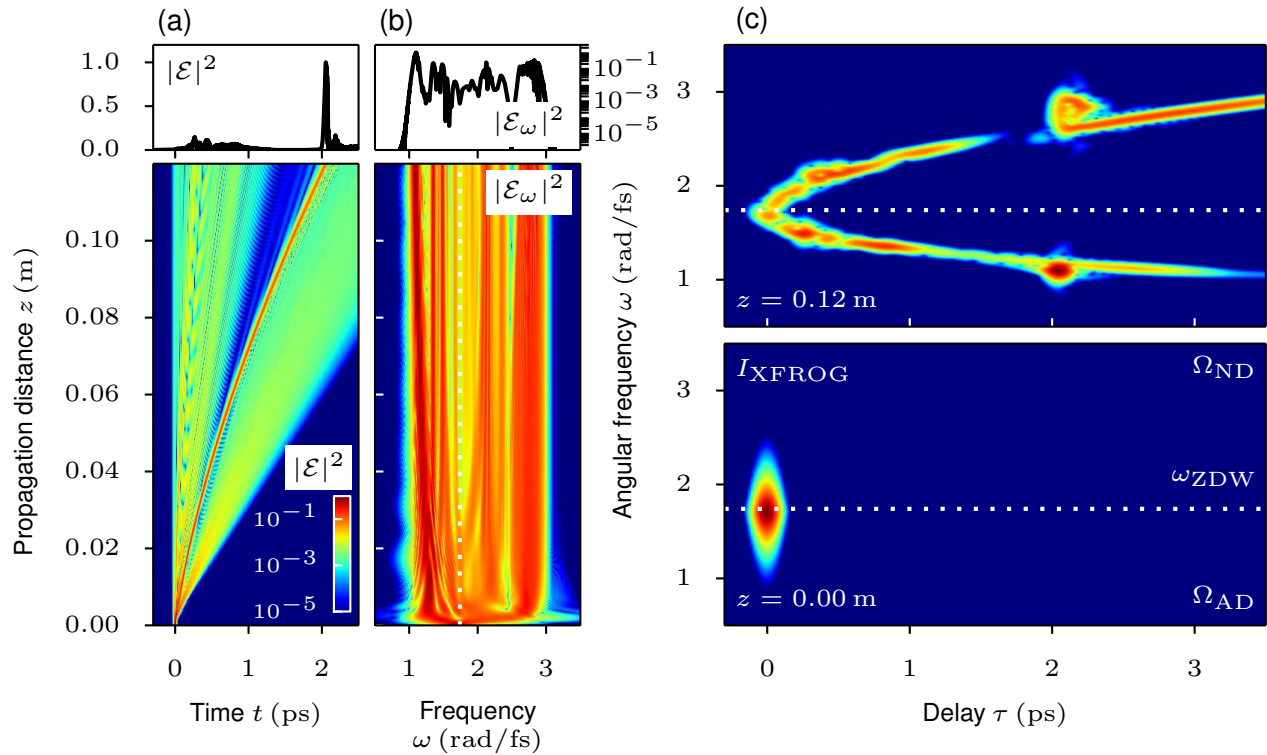 (a)
(b)
(c)
1.0
0.5
0.0
|ℰ|²
|ℰ_ω|²
10⁻¹
10⁻³
10⁻⁵
Propagation distance z (m)
0.10
0.08
0.06
0.04
0.02
0.00
|ℰ|²
10⁻¹
10⁻³
10⁻⁵
0 1 2
Time t (ps)
|ℰ_ω|²
1 2 3
Frequency
ω (rad/fs)
Angular frequency ω (rad/fs)
3
2
1
z = 0.12 m
3
2
1
I_XFROG
Ω_ND
ω_ZDW
z = 0.00 m
Ω_AD
0 1 2 3
Delay τ (ps)